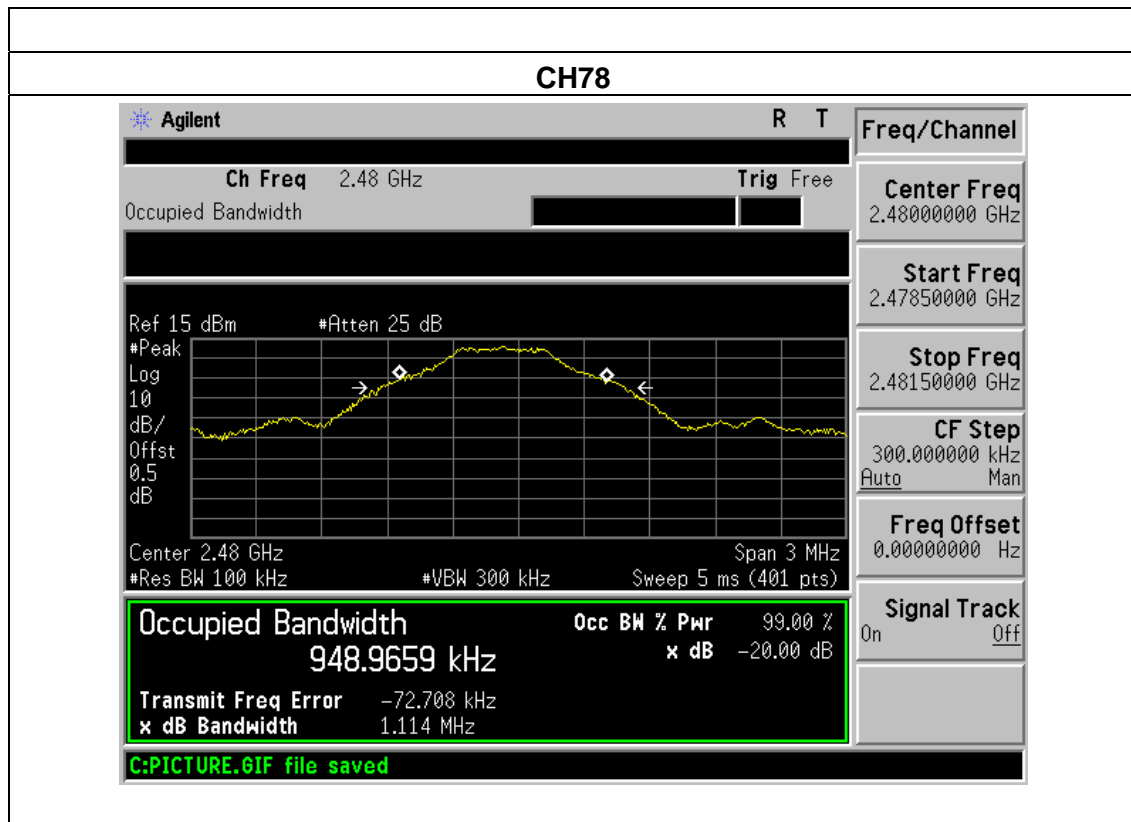 CH78
Agilent R T
Freq/Channel
Ch Freq 2.48 GHz Trig Free
Occupied Bandwidth
Center Freq
2.48000000 GHz
Start Freq
2.47850000 GHz
Ref 15 dBm #Atten 25 dB
#Peak
Log
10
dB/
Offst
0.5
dB
Stop Freq
2.48150000 GHz
CF Step
300.000000 kHz
Auto Man
Freq Offset
0.00000000 Hz
Center 2.48 GHz Span 3 MHz
#Res BW 100 kHz #VBW 300 kHz Sweep 5 ms (401 pts)
Signal Track
On Off
Occupied Bandwidth
948.9659 kHz
Occ BW % Pwr 99.00 %
x dB -20.00 dB
Transmit Freq Error -72.708 kHz
x dB Bandwidth 1.114 MHz
C:PICTURE.GIF file saved